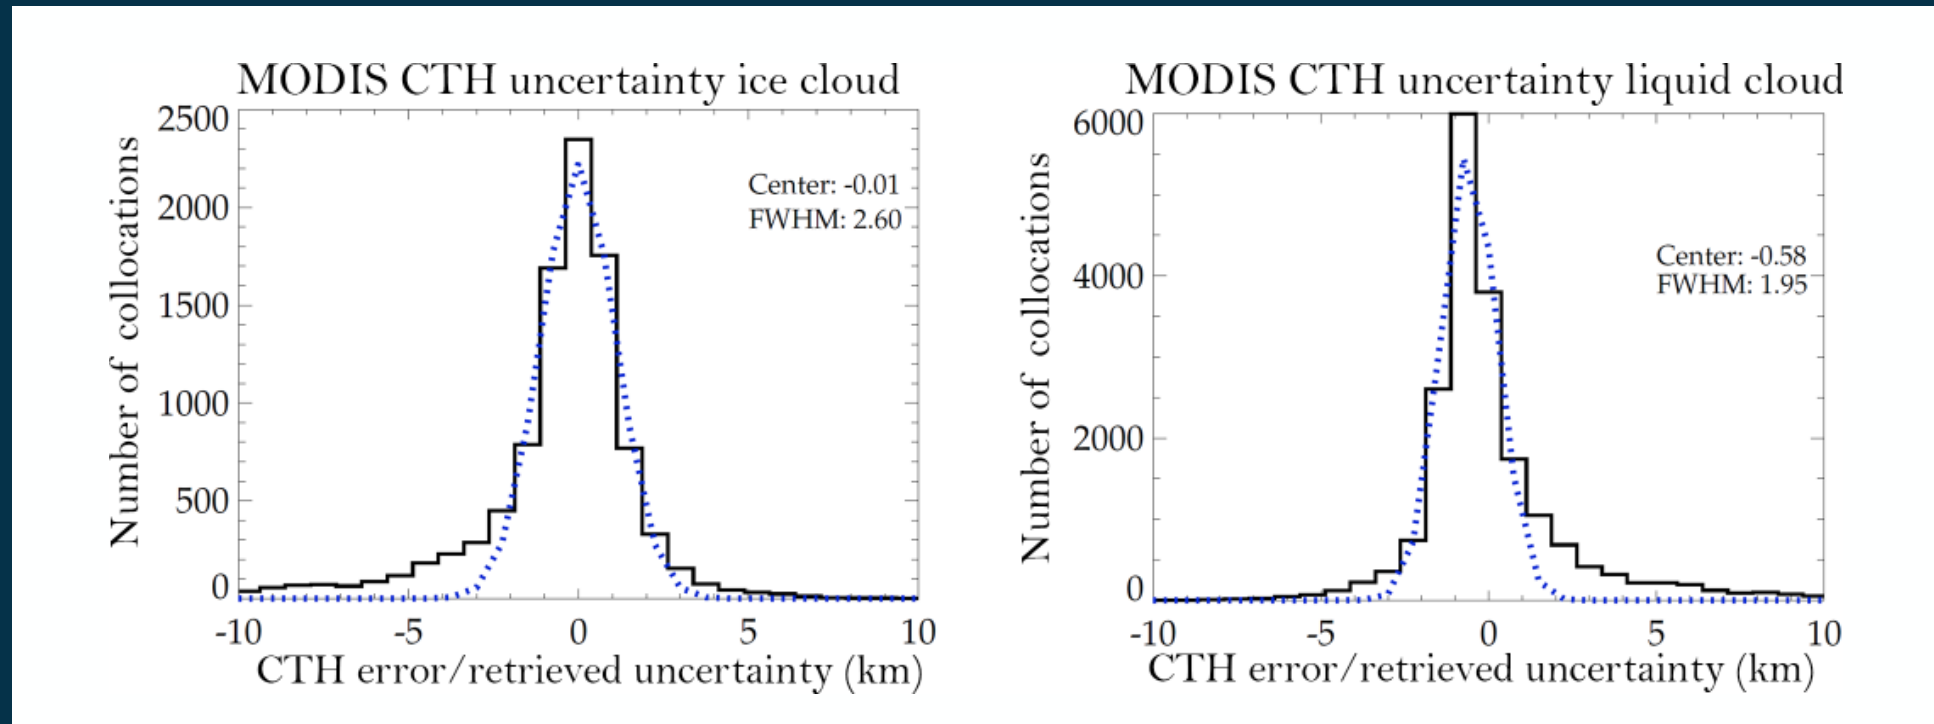 MODIS CTH uncertainty ice cloud
Number of collocations
2500
2000
1500
1000
500
0
Center: -0.01
FWHM: 2.60
-10 -5 0 5 10
CTH error/retrieved uncertainty (km)
MODIS CTH uncertainty liquid cloud
Number of collocations
6000
4000
2000
0
Center: -0.58
FWHM: 1.95
-10 -5 0 5 10
CTH error/retrieved uncertainty (km)